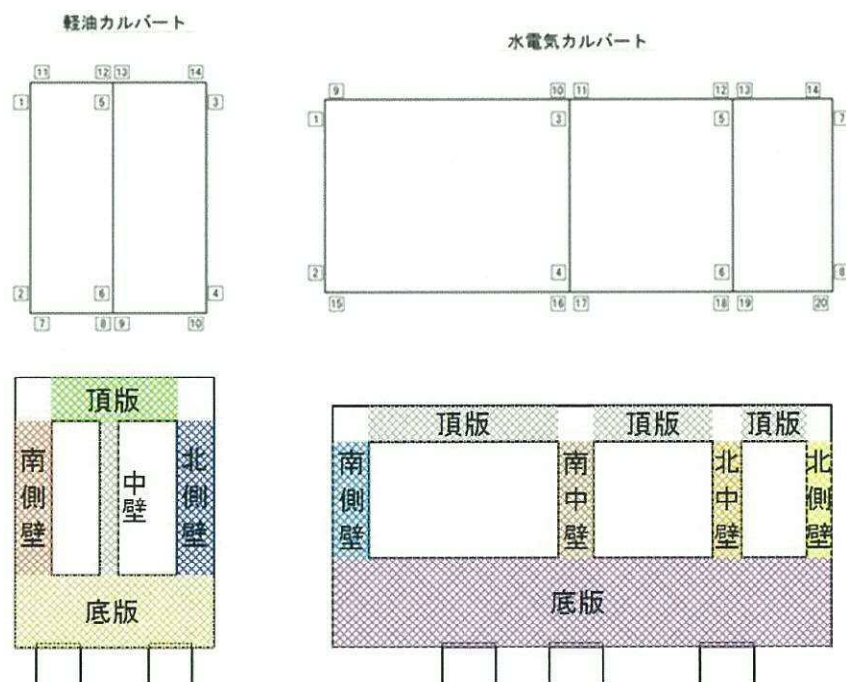 軽油カルバート
11 12 13 14
1 5 3
2 6 4
7 8 9 10
水電気カルバート
9 10 11 12 13 14
1 3 5 7
2 4 6 8
15 16 17 18 19 20
頂版
南側壁
中壁
北側壁
底版
頂版 頂版 頂版
南側壁
南中壁
北中壁
北側壁
底版